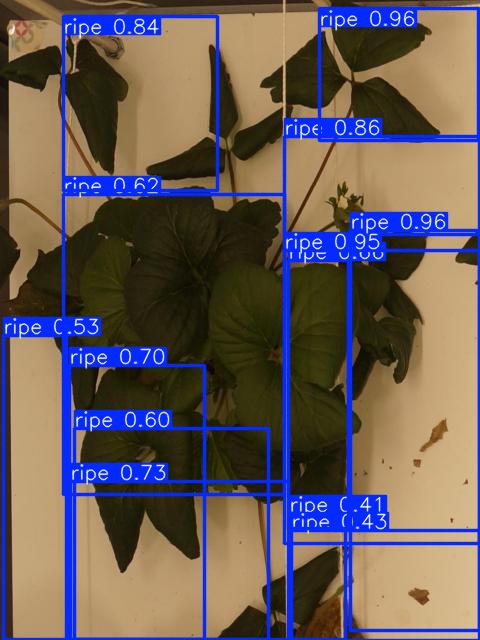 ripe 0.96
ripe 0.84
ripe 0.86
ripe 0.62
ripe 0.96
ripe 0.95
ripe 0.53
ripe 0.70
ripe 0.60
ripe 0.73
ripe 0.41
ripe 0.43